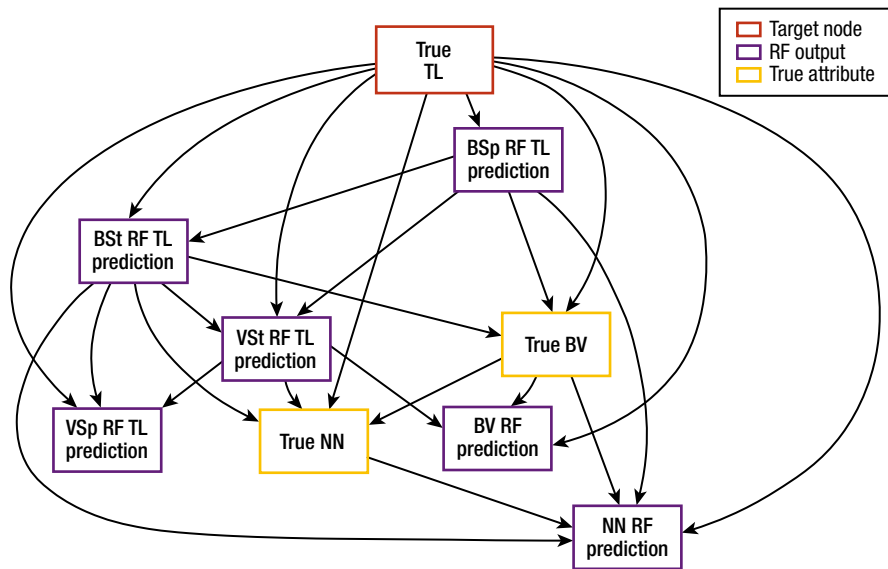 True
TL
Target node
RF output
True attribute
BSp RF TL
prediction
BSt RF TL
prediction
VSt RF TL
prediction
True BV
VSp RF TL
prediction
True NN
BV RF
prediction
NN RF
prediction